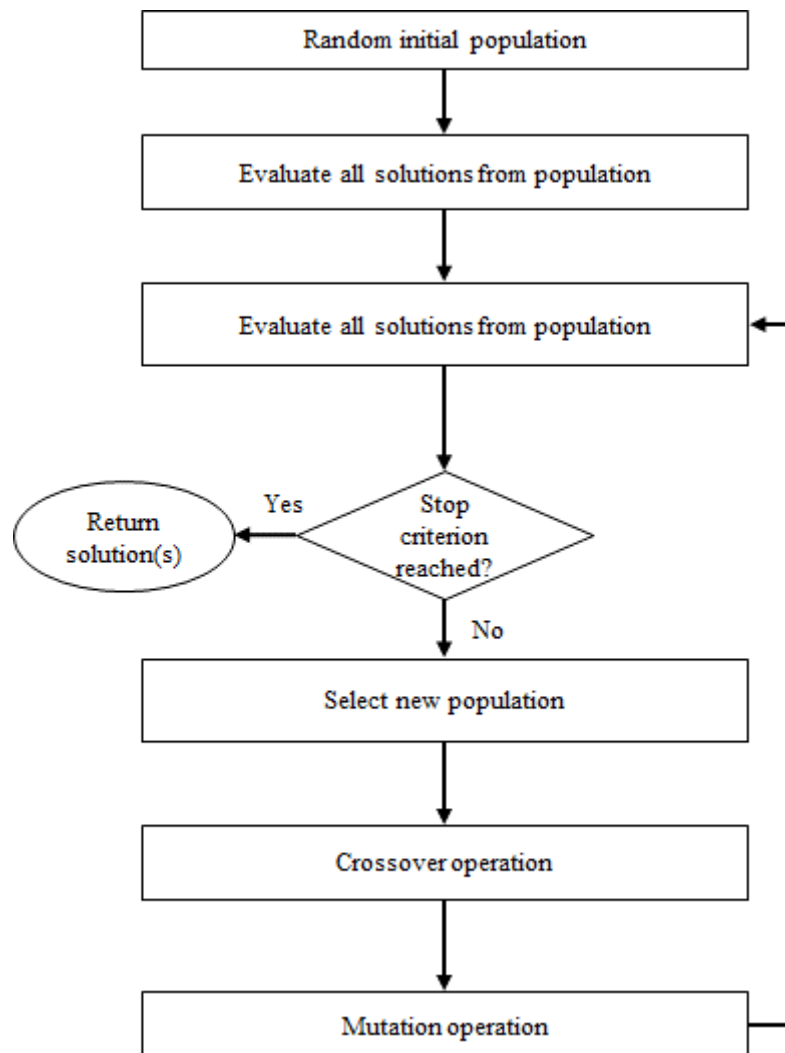 Random initial population
Evaluate all solutions from population
Evaluate all solutions from population
Yes
Return
solution(s)
Stop
criterion
reached?
No
Select new population
Crossover operation
Mutation operation